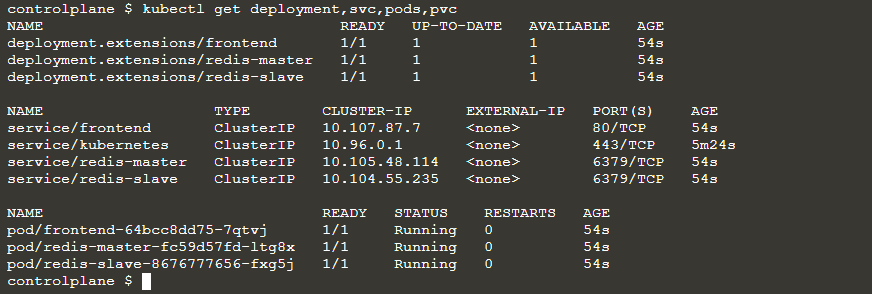 controlplane $ kubectl get deployment,svc,pods,pvc
NAME READY UP-TO-DATE AVAILABLE AGE
deployment.extensions/frontend 1/1 1 1 54s
deployment.extensions/redis-master 1/1 1 1 54s
deployment.extensions/redis-slave 1/1 1 1 54s
NAME TYPE CLUSTER-IP EXTERNAL-IP PORT(S) AGE
service/frontend ClusterIP 10.107.87.7 <none> 80/TCP 54s
service/kubernetes ClusterIP 10.96.0.1 <none> 443/TCP 5m24s
service/redis-master ClusterIP 10.105.48.114 <none> 6379/TCP 54s
service/redis-slave ClusterIP 10.104.55.235 <none> 6379/TCP 54s
NAME READY STATUS RESTARTS AGE
pod/frontend-64bcc8dd75-7qtvj 1/1 Running 0 54s
pod/redis-master-fc59d57fd-ltg8x 1/1 Running 0 54s
pod/redis-slave-8676777656-fxg5j 1/1 Running 0 54s
controlplane $